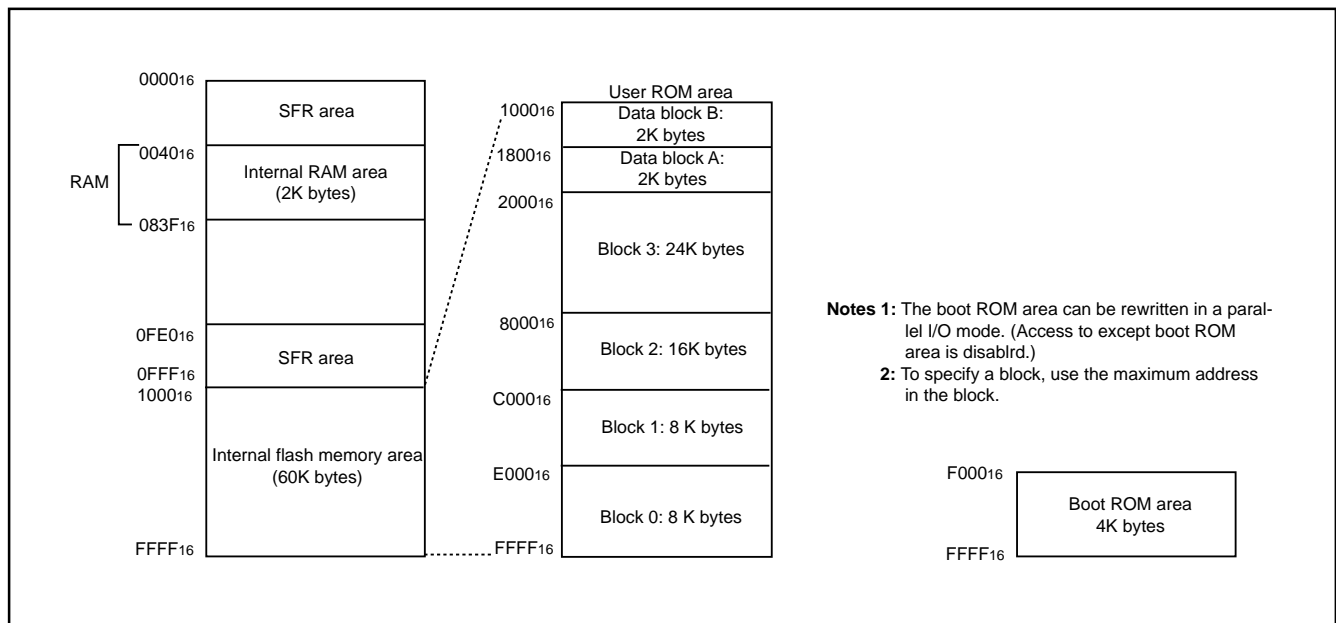 000016
SFR area
004016
RAM
Internal RAM area
(2K bytes)
083F16
0FE016
SFR area
0FFF16
100016
Internal flash memory area
(60K bytes)
FFFF16
User ROM area
100016
Data block B:
2K bytes
180016
Data block A:
2K bytes
200016
Block 3: 24K bytes
800016
Block 2: 16K bytes
C00016
Block 1: 8 K bytes
E00016
Block 0: 8 K bytes
FFFF16
Notes 1: The boot ROM area can be rewritten in a paral-
lel I/O mode. (Access to except boot ROM
area is disablrd.)
2: To specify a block, use the maximum address
in the block.
F00016
Boot ROM area
4K bytes
FFFF16